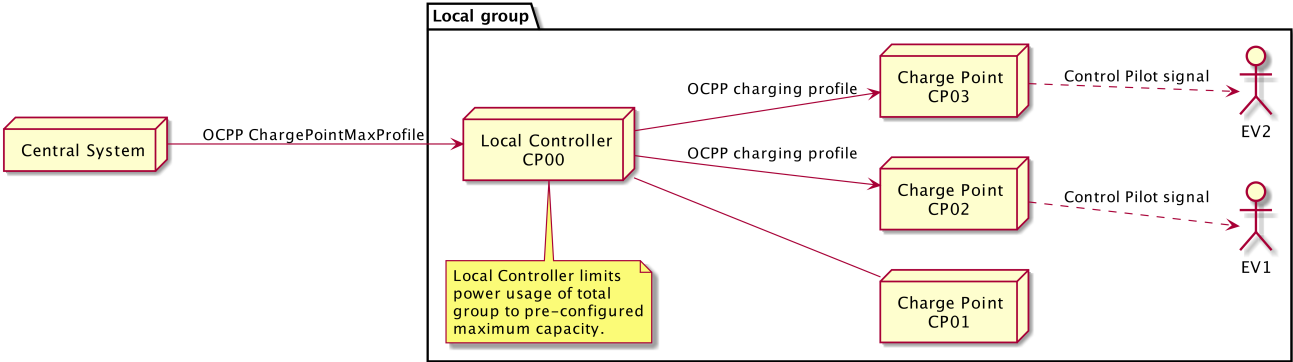 Local group
Central System
OCPP ChargePointMaxProfile
Local Controller
CP00
Local Controller limits
power usage of total
group to pre-configured
maximum capacity.
OCPP charging profile
OCPP charging profile
Charge Point
CP03
Charge Point
CP02
Charge Point
CP01
Control Pilot signal
Control Pilot signal
EV2
EV1